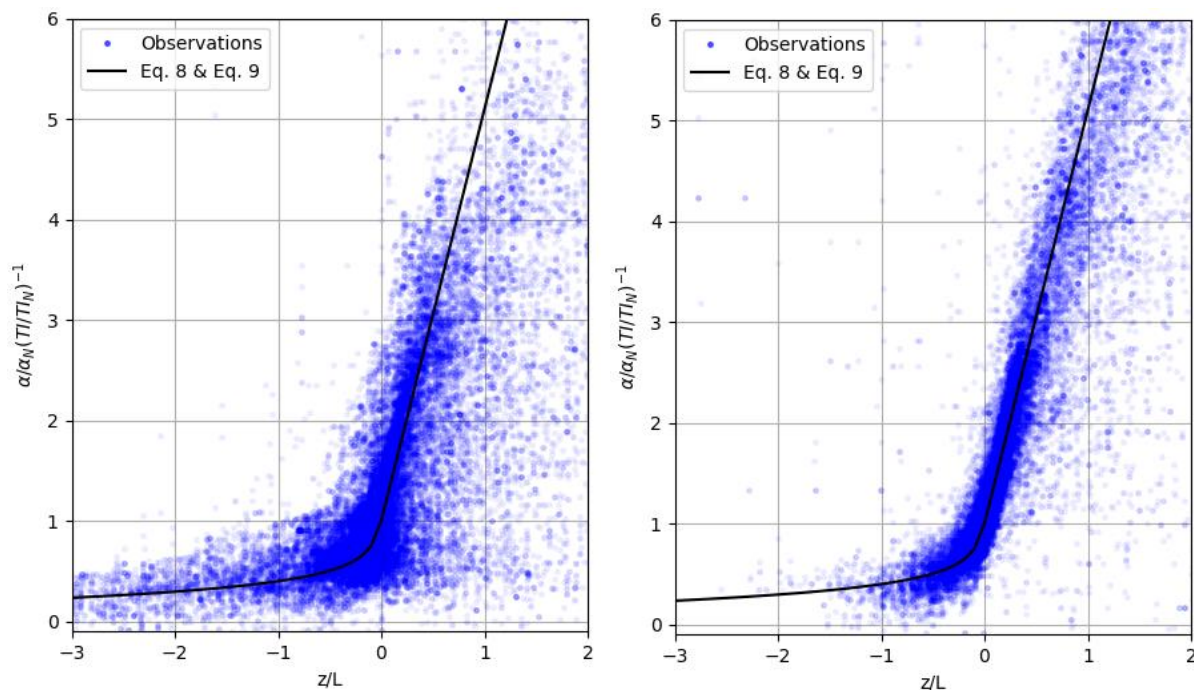 Observations
Eq. 8 & Eq. 9
6
5
4
3
2
1
0
α/α_N(TI/TI_N)^{-1}
−3 −2 −1 0 1 2
z/L
Observations
Eq. 8 & Eq. 9
6
5
4
3
2
1
0
α/α_N(TI/TI_N)^{-1}
−3 −2 −1 0 1 2
z/L